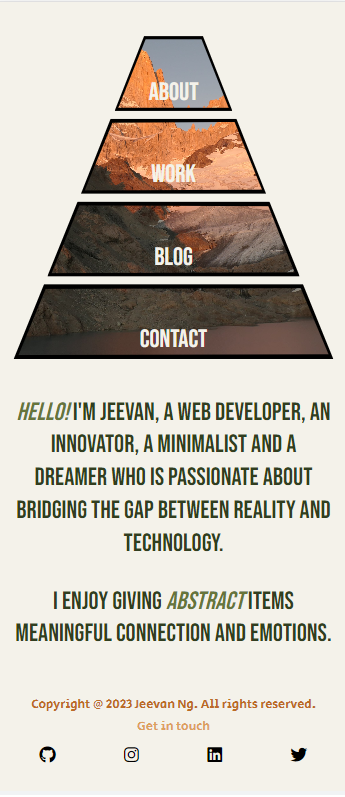 ABOUT
WORK
BLOG
CONTACT
HELLO! I'M JEEVAN, A WEB DEVELOPER, AN
INNOVATOR, A MINIMALIST AND A
DREAMER WHO IS PASSIONATE ABOUT
BRIDGING THE GAP BETWEEN REALITY AND
TECHNOLOGY.
I ENJOY GIVING ABSTRACT ITEMS
MEANINGFUL CONNECTION AND EMOTIONS.
Copyright @ 2023 Jeevan Ng. All rights reserved.
Get in touch